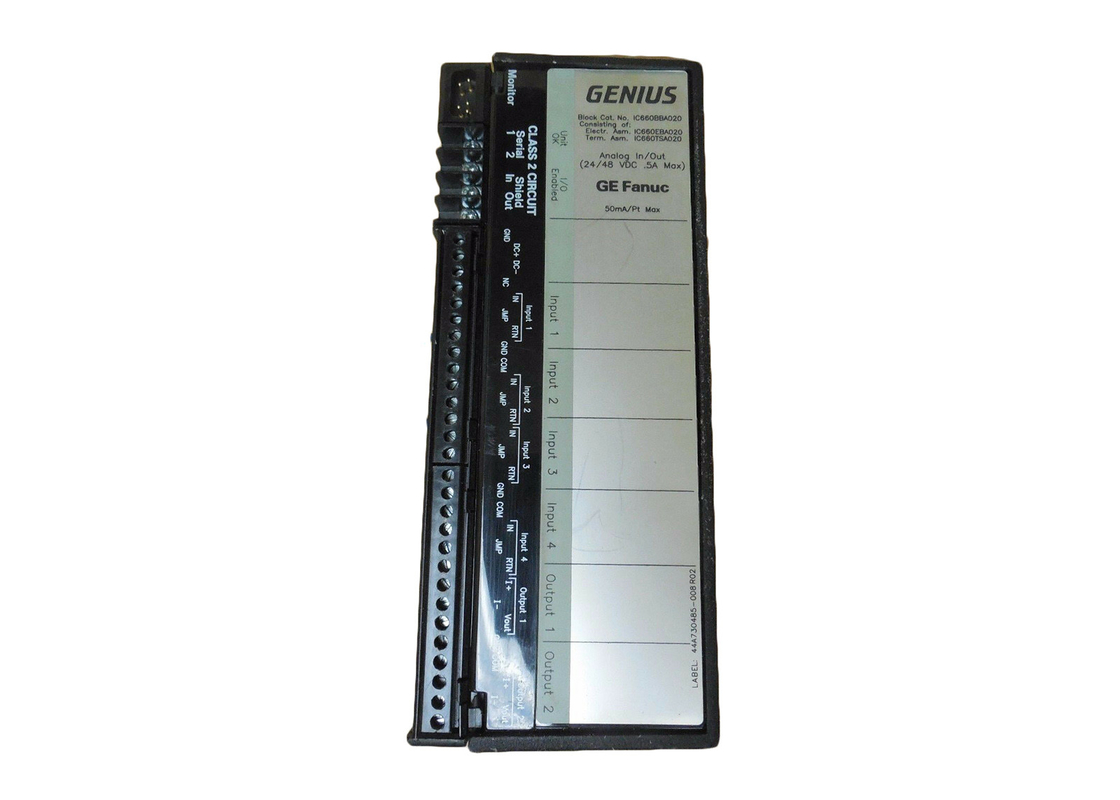 GENIUS
Block Cat. No. IC660BBA020
Consisting of:
Electr. Asm. IC660EBA020
Term. Asm. IC660TSA020
Analog In/Out
(24/48 VDC .5A Max)
GE Fanuc
50mA/Pt Max
Unit
OK
I/O
Enabled
Input 1
Input 2
Input 3
Input 4
Output 1
Output 2
LABEL: 44A730485-008 R02
Monitor
CLASS 2 CIRCUIT
Serial Shield
1 2 In Out
GND
DC+ DC-
NC
Input 1
IN
JMP
RTN
GND COM
Input 2
IN
JMP
RTN
Input 3
IN
JMP
RTN
GND COM
Input 4
IN
JMP
RTN
Output 1
I+
I-
Vout
I+
Vout